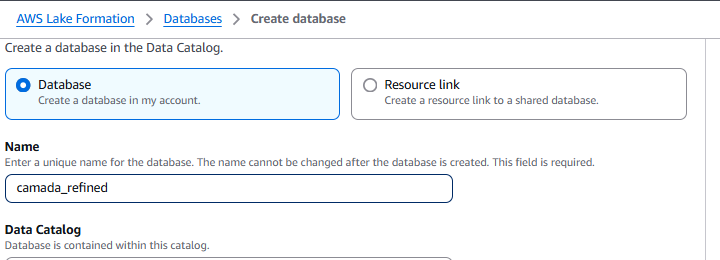 AWS Lake Formation > Databases > Create database
Create a database in the Data Catalog.
Database
Create a database in my account.
Resource link
Create a resource link to a shared database.
Name
Enter a unique name for the database. The name cannot be changed after the database is created. This field is required.
camada_refined
Data Catalog
Database is contained within this catalog.